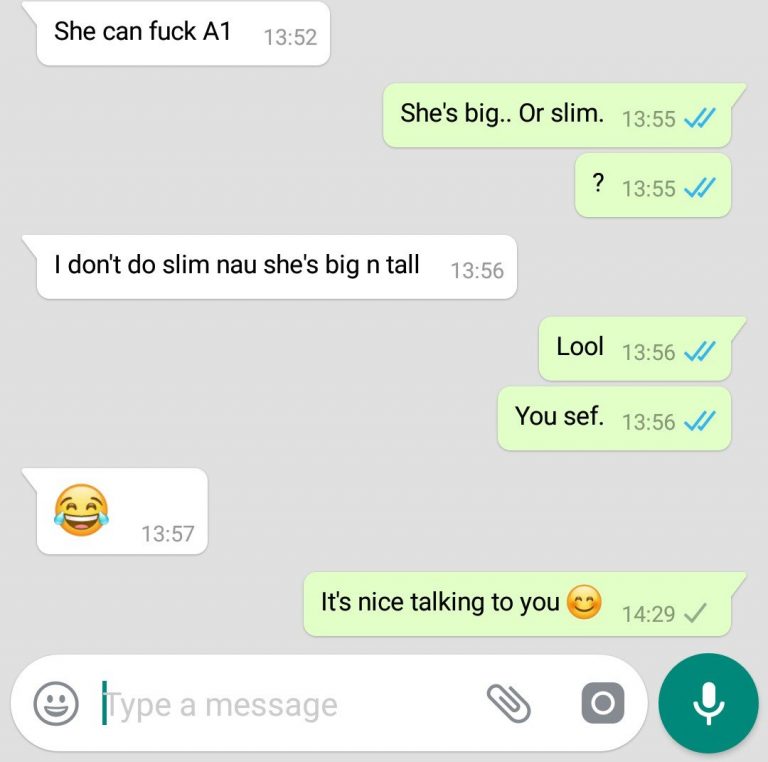 She can fuck A1 13:52
She's big.. Or slim. 13:55
? 13:55
I don't do slim nau she's big n tall 13:56
Lool 13:56
You sef. 13:56
😂 13:57
It's nice talking to you 😊 14:29
Type a message